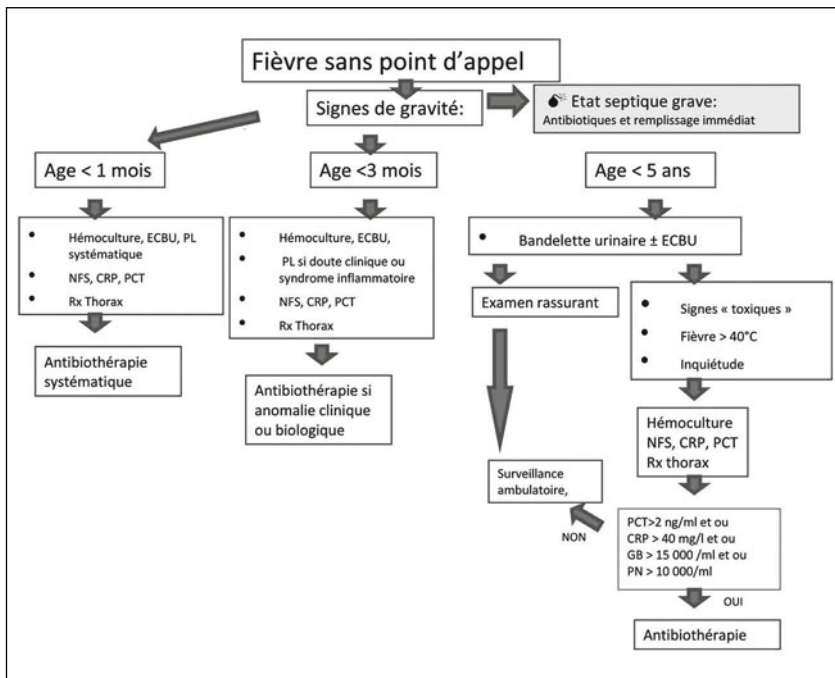 Fièvre sans point d'appel
Signes de gravité:
Etat septique grave:
Antibiotiques et remplissage immédiat
Age < 1 mois
Age <3 mois
Age < 5 ans
• Hémoculture, ECBU, PL
systématique
• NFS, CRP, PCT
• Rx Thorax
• Hémoculture, ECBU,
• PL si doute clinique ou
syndrome inflammatoire
• NFS, CRP, PCT
• Rx Thorax
• Bandelette urinaire ± ECBU
Examen rassurant
• Signes « toxiques »
• Fièvre > 40°C
• Inquiétude
Antibiothérapie
systématique
Antibiothérapie si
anomalie clinique
ou biologique
Hémoculture
NFS, CRP, PCT
Rx thorax
Surveillance
ambulatoire,
NON
PCT>2 ng/ml et ou
CRP > 40 mg/l et ou
GB > 15 000 /ml et ou
PN > 10 000/ml
OUI
Antibiothérapie